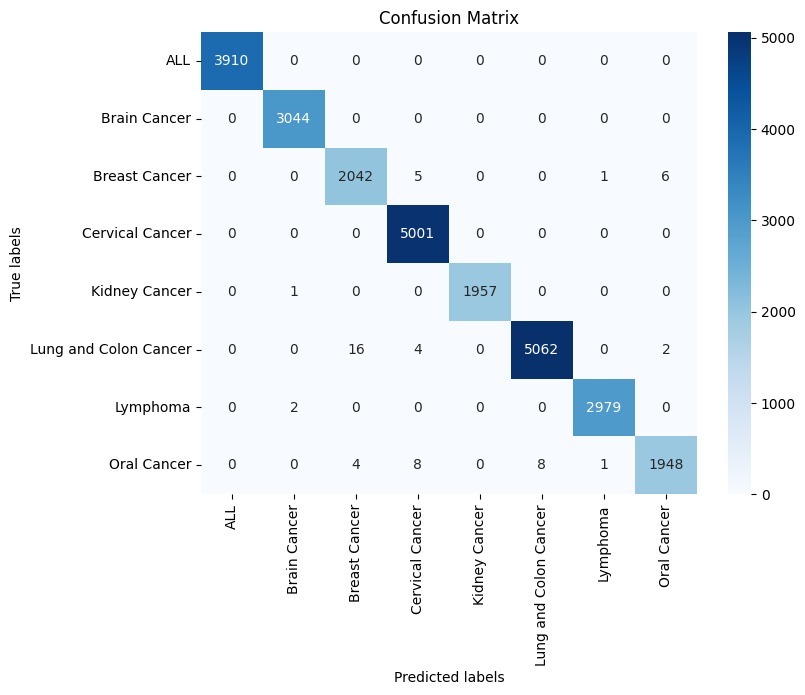 Confusion Matrix
ALL 3910 0 0 0 0 0 0 0
Brain Cancer 0 3044 0 0 0 0 0 0
Breast Cancer 0 0 2042 5 0 0 1 6
Cervical Cancer 0 0 0 5001 0 0 0 0
Kidney Cancer 0 1 0 0 1957 0 0 0
Lung and Colon Cancer 0 0 16 4 0 5062 0 2
Lymphoma 0 2 0 0 0 0 2979 0
Oral Cancer 0 0 4 8 0 8 1 1948
True labels
ALL
Brain Cancer
Breast Cancer
Cervical Cancer
Kidney Cancer
Lung and Colon Cancer
Lymphoma
Oral Cancer
Predicted labels
5000
4000
3000
2000
1000
0